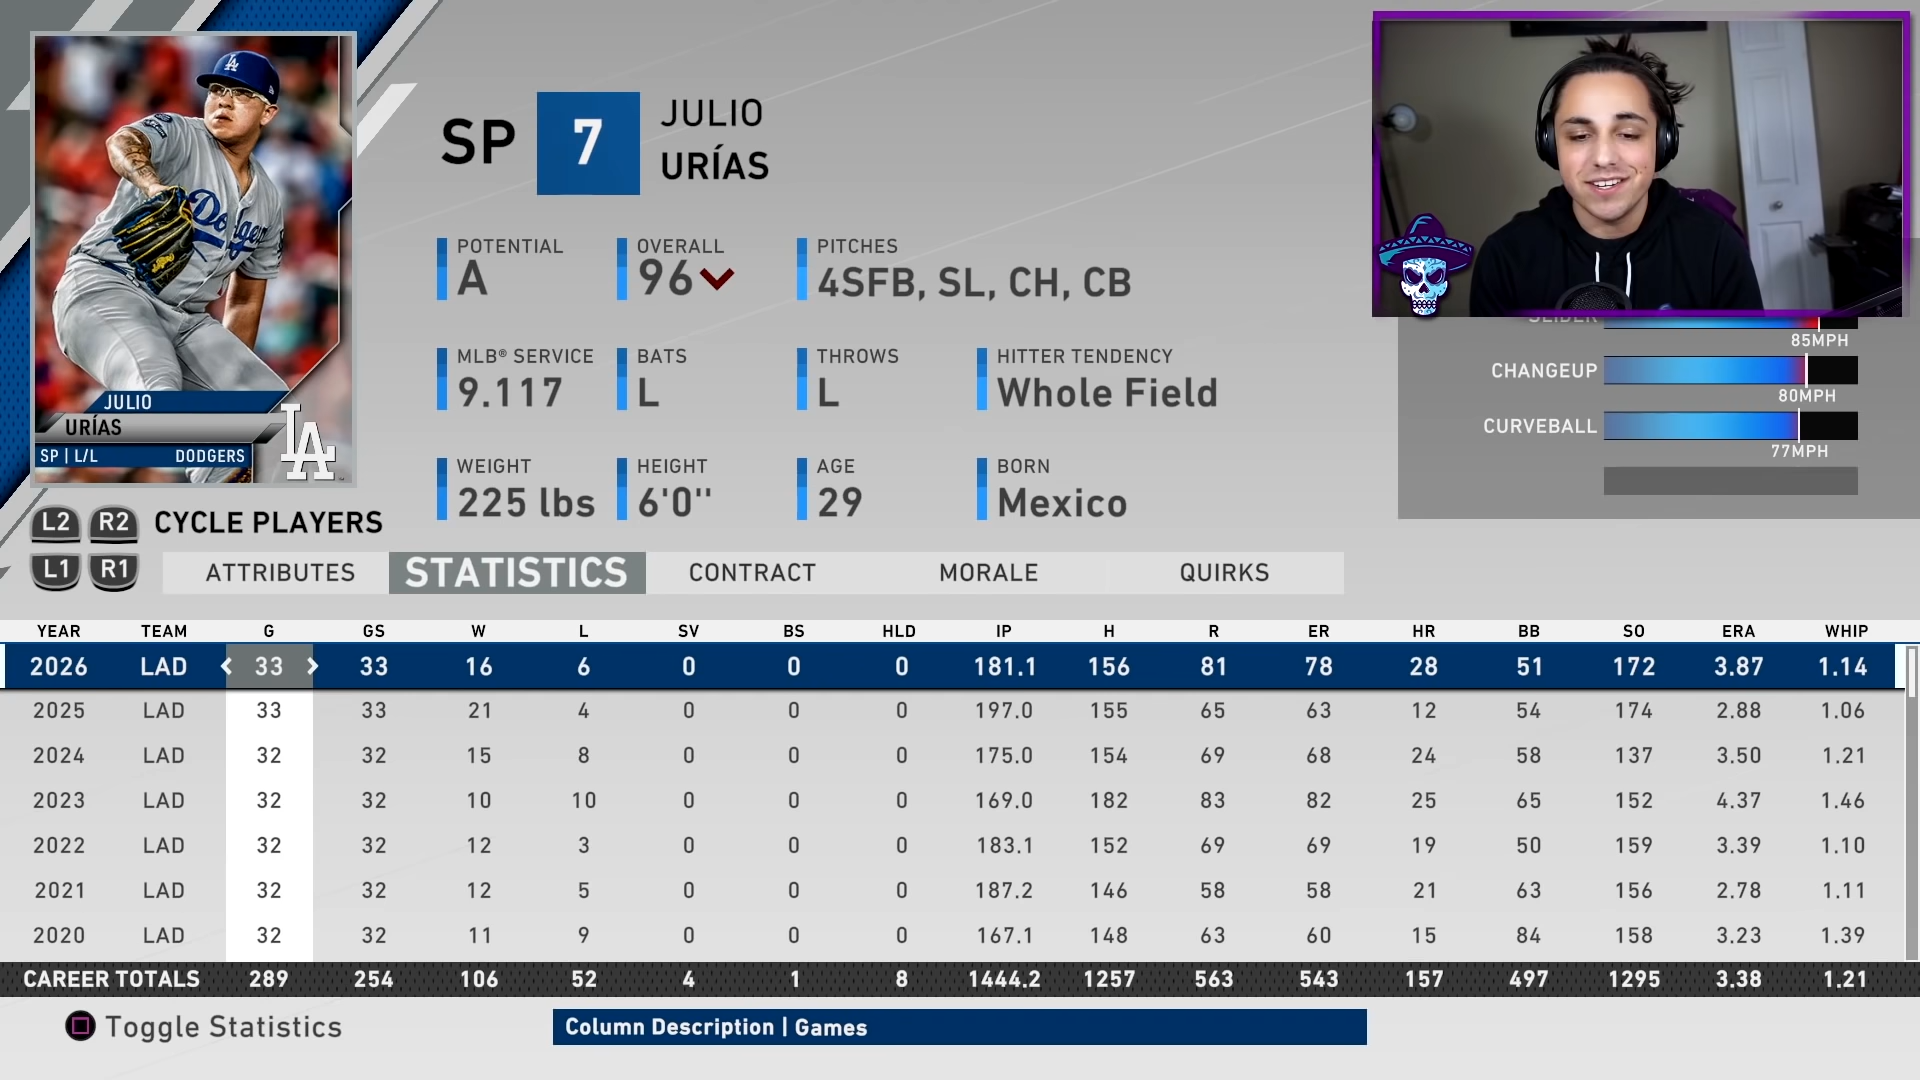 SP 7 JULIO
URÍAS
POTENTIAL OVERALL PITCHES
A 96 4SFB, SL, CH, CB
MLB® SERVICE BATS THROWS HITTER TENDENCY
9.117 L L Whole Field
WEIGHT HEIGHT AGE BORN
225 lbs 6'0'' 29 Mexico
LA
Dodgers
JULIO
URÍAS
SP | L/L DODGERS
LA
SLIDER
85MPH
CHANGEUP
80MPH
CURVEBALL
77MPH
L2 R2 CYCLE PLAYERS
L1 R1
ATTRIBUTES STATISTICS CONTRACT MORALE QUIRKS
YEAR TEAM G GS W L SV BS HLD IP H R ER HR BB SO ERA WHIP
2026 LAD 33 33 16 6 0 0 0 181.1 156 81 78 28 51 172 3.87 1.14
2025 LAD 33 33 21 4 0 0 0 197.0 155 65 63 12 54 174 2.88 1.06
2024 LAD 32 32 15 8 0 0 0 175.0 154 69 68 24 58 137 3.50 1.21
2023 LAD 32 32 10 10 0 0 0 169.0 182 83 82 25 65 152 4.37 1.46
2022 LAD 32 32 12 3 0 0 0 183.1 152 69 69 19 50 159 3.39 1.10
2021 LAD 32 32 12 5 0 0 0 187.2 146 58 58 21 63 156 2.78 1.11
2020 LAD 32 32 11 9 0 0 0 167.1 148 63 60 15 84 158 3.23 1.39
CAREER TOTALS 289 254 106 52 4 1 8 1444.2 1257 563 543 157 497 1295 3.38 1.21
Toggle Statistics
Column Description | Games